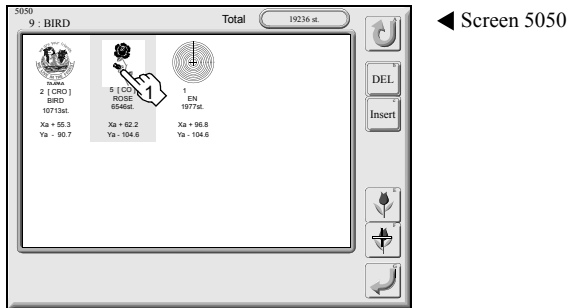 5050
9 : BIRD
Total
19236 st.
◀ Screen 5050
DEL
Insert
TAJIMA
2 [ CRO ]
BIRD
10713st.
Xa + 55.3
Ya - 90.7
5 [ CO
ROSE
6546st.
Xa + 62.2
Ya - 104.6
1
EN
1977st.
Xa + 96.8
Ya - 104.6
1